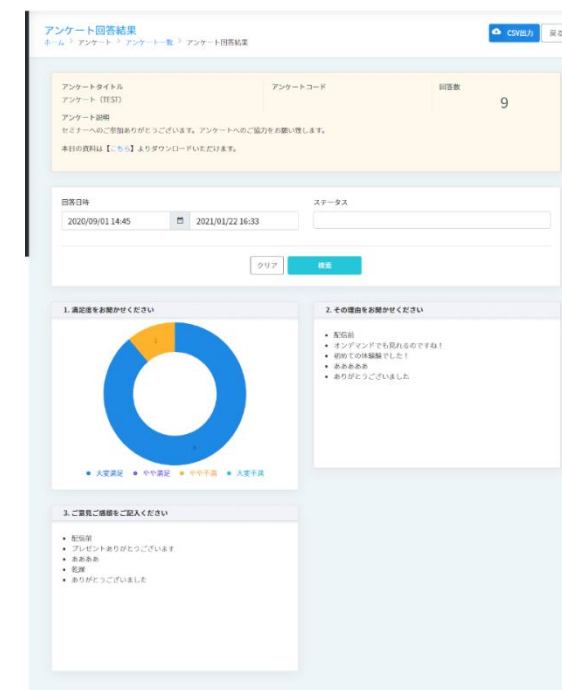 アンケート回答結果
ホーム > アンケート > アンケート一覧 > アンケート回答結果
CSV出力
戻る
アンケートタイトル
アンケート（TEST）
アンケートコード
回答数
9
アンケート説明
セミナーへのご参加ありがとうございます。アンケートへのご協力をお願い致します。
本日の資料は【こちら】よりダウンロードいただけます。
回答日時
ステータス
2020/09/01 14:45
2021/01/22 16:33
クリア
検索
1. 満足度をお聞かせください
1
大変満足
やや満足
やや不満
大変不満
2. その理由をお聞かせください
配信前
オンデマンドでも見れるのですね！
初めての体験談でした！
あああああ
ありがとうございました
3. ご意見ご感想をご記入ください
配信前
プレゼントありがとうございます
ああああ
乾燥
ありがとうございました